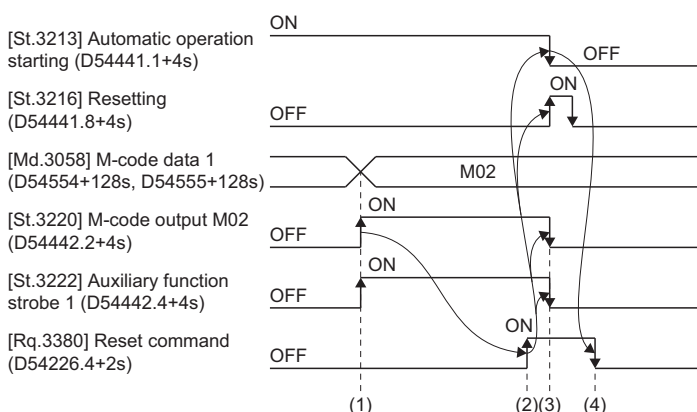 [St.3213] Automatic operation
starting (D54441.1+4s)
ON
OFF
[St.3216] Resetting
(D54441.8+4s)
OFF
ON
[Md.3058] M-code data 1
(D54554+128s, D54555+128s)
M02
[St.3220] M-code output M02
(D54442.2+4s)
OFF
ON
[St.3222] Auxiliary function
strobe 1 (D54442.4+4s)
OFF
ON
[Rq.3380] Reset command
(D54226.4+2s)
OFF
ON
(1) (2)(3) (4)